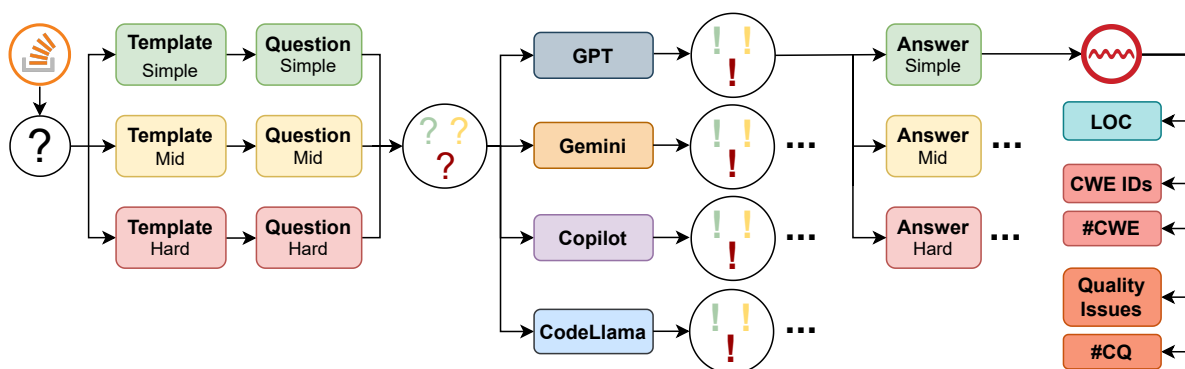 Template
Simple
Question
Simple
?
Template
Mid
Question
Mid
Template
Hard
Question
Hard
? ?
?
GPT
! !
!
Gemini
! !
!
...
Copilot
! !
!
...
CodeLlama
! !
!
...
Answer
Simple
Answer
Mid
...
Answer
Hard
...
LOC
CWE IDs
#CWE
Quality
Issues
#CQ